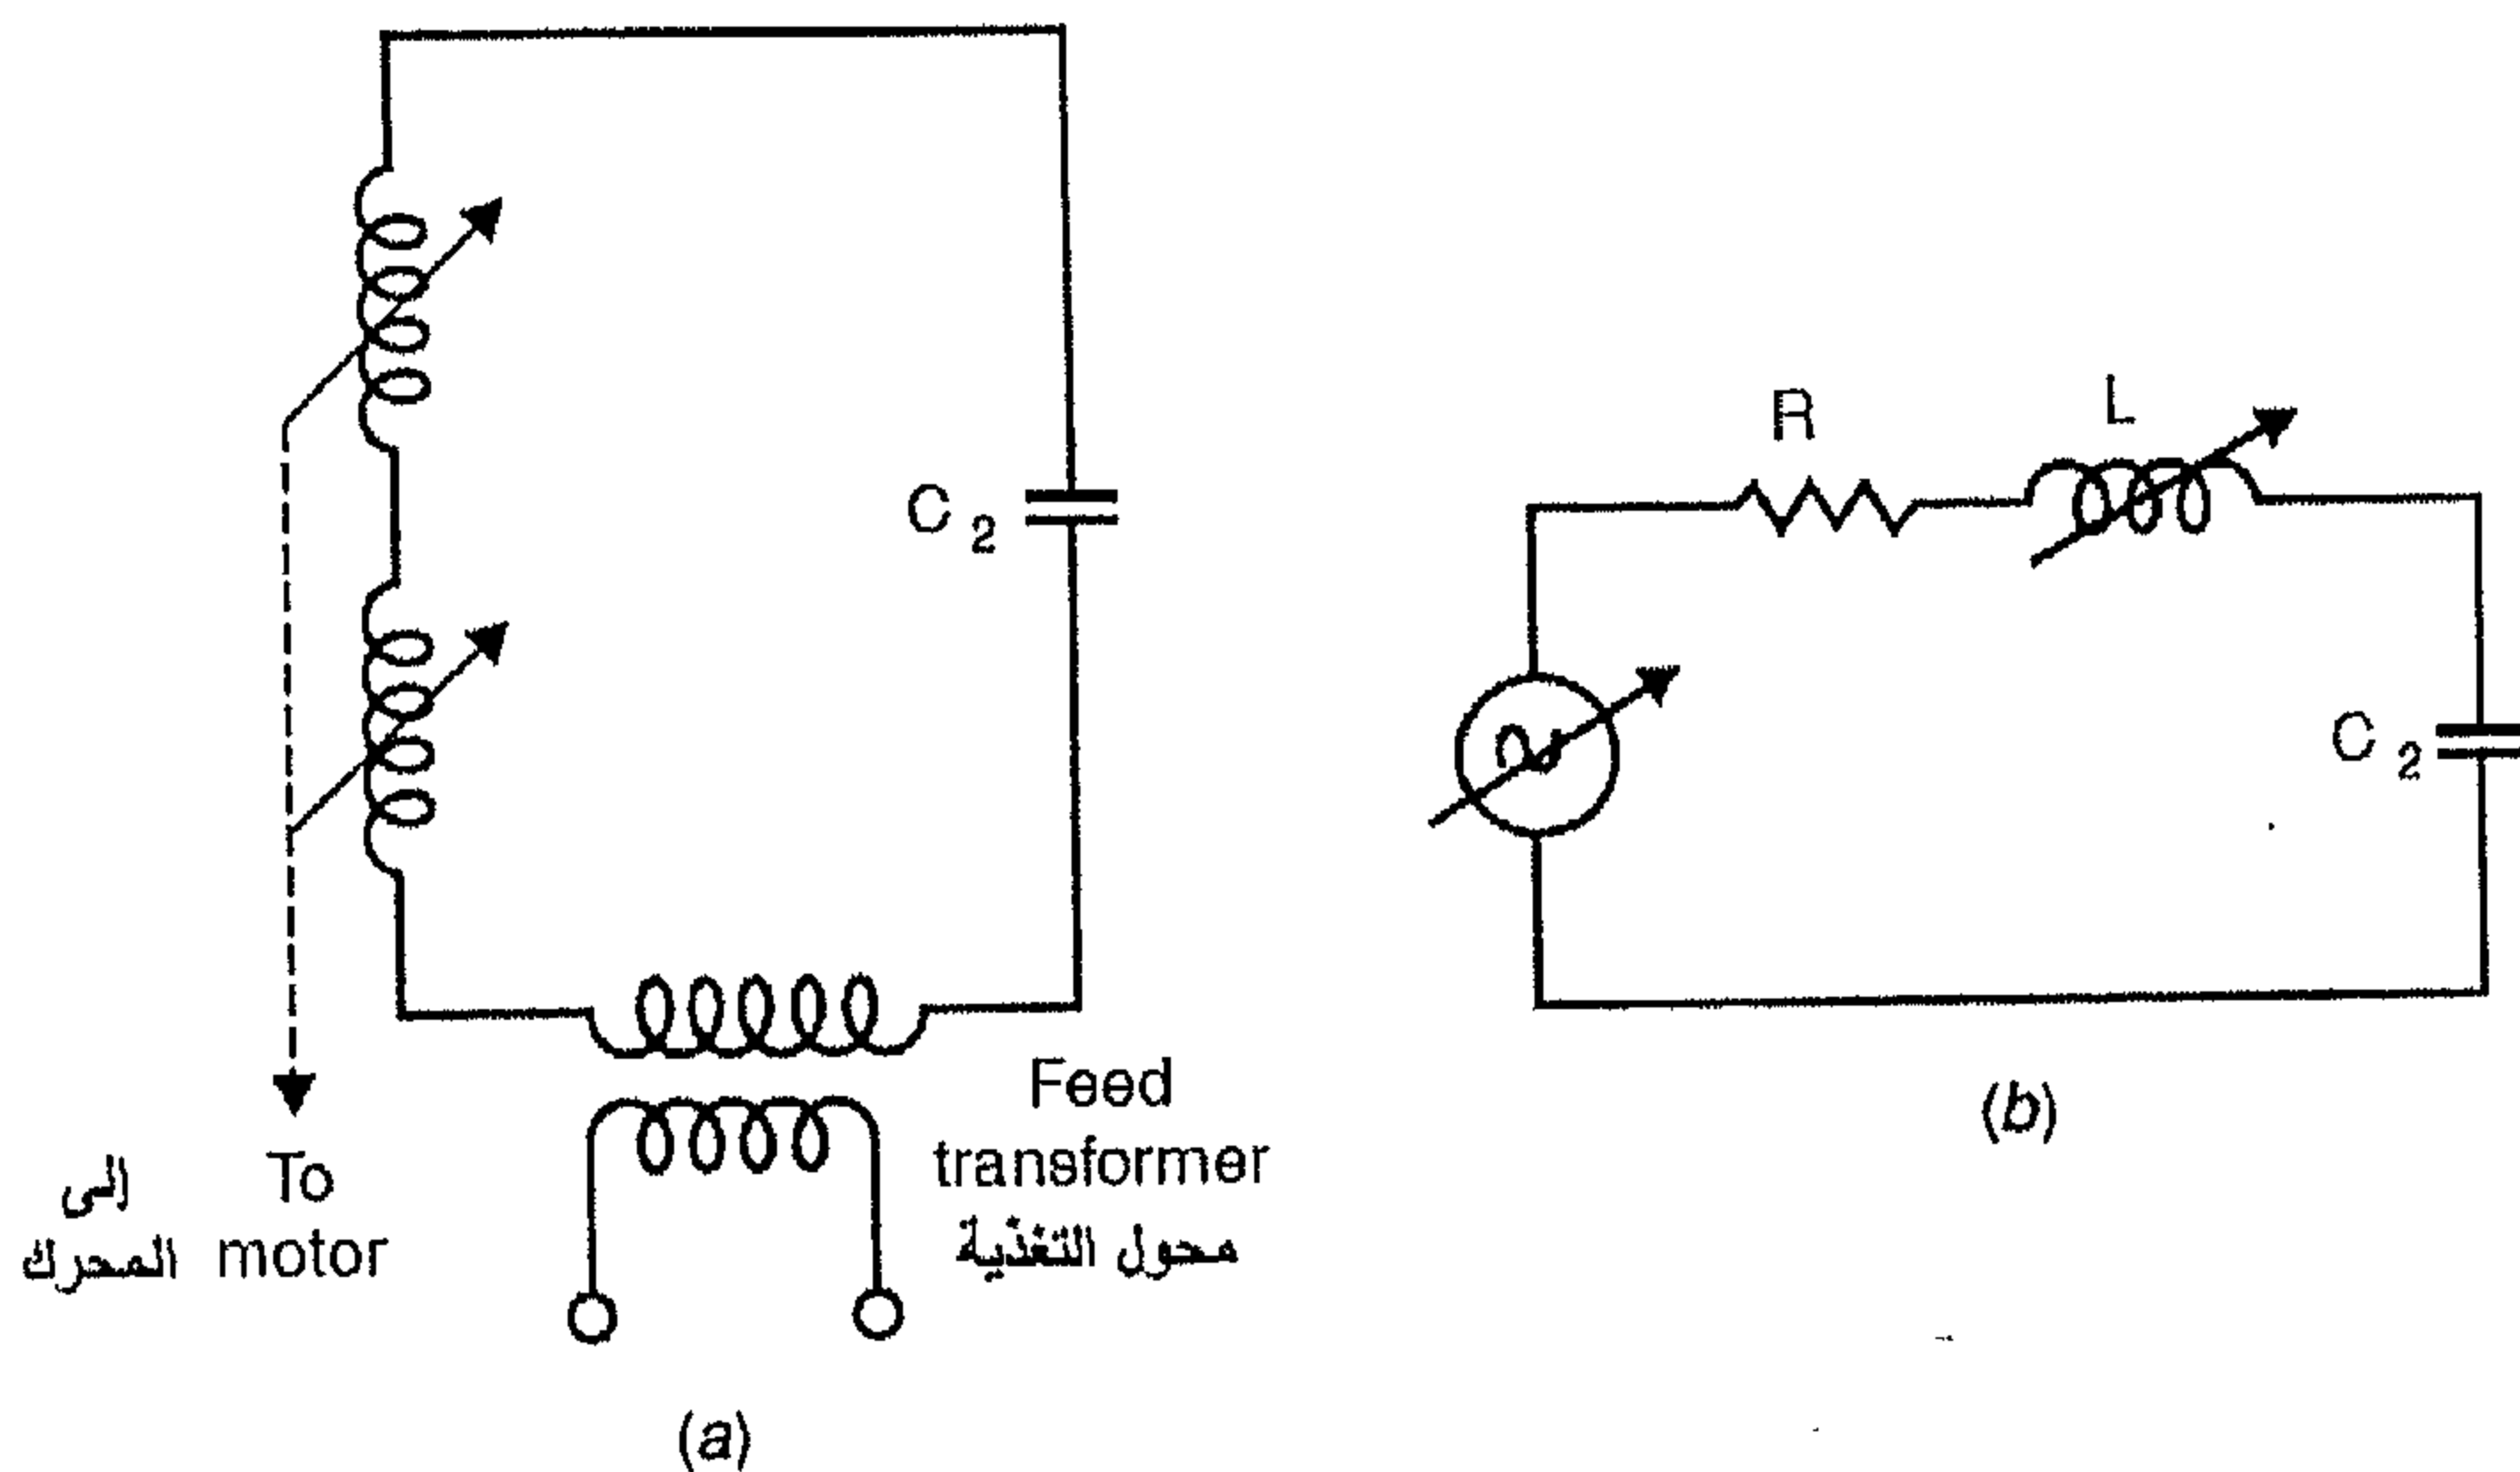 C 2
إلى
المحرك
To
motor
Feed
transformer
محول التغذية
(a)
R
L
C 2
(b)